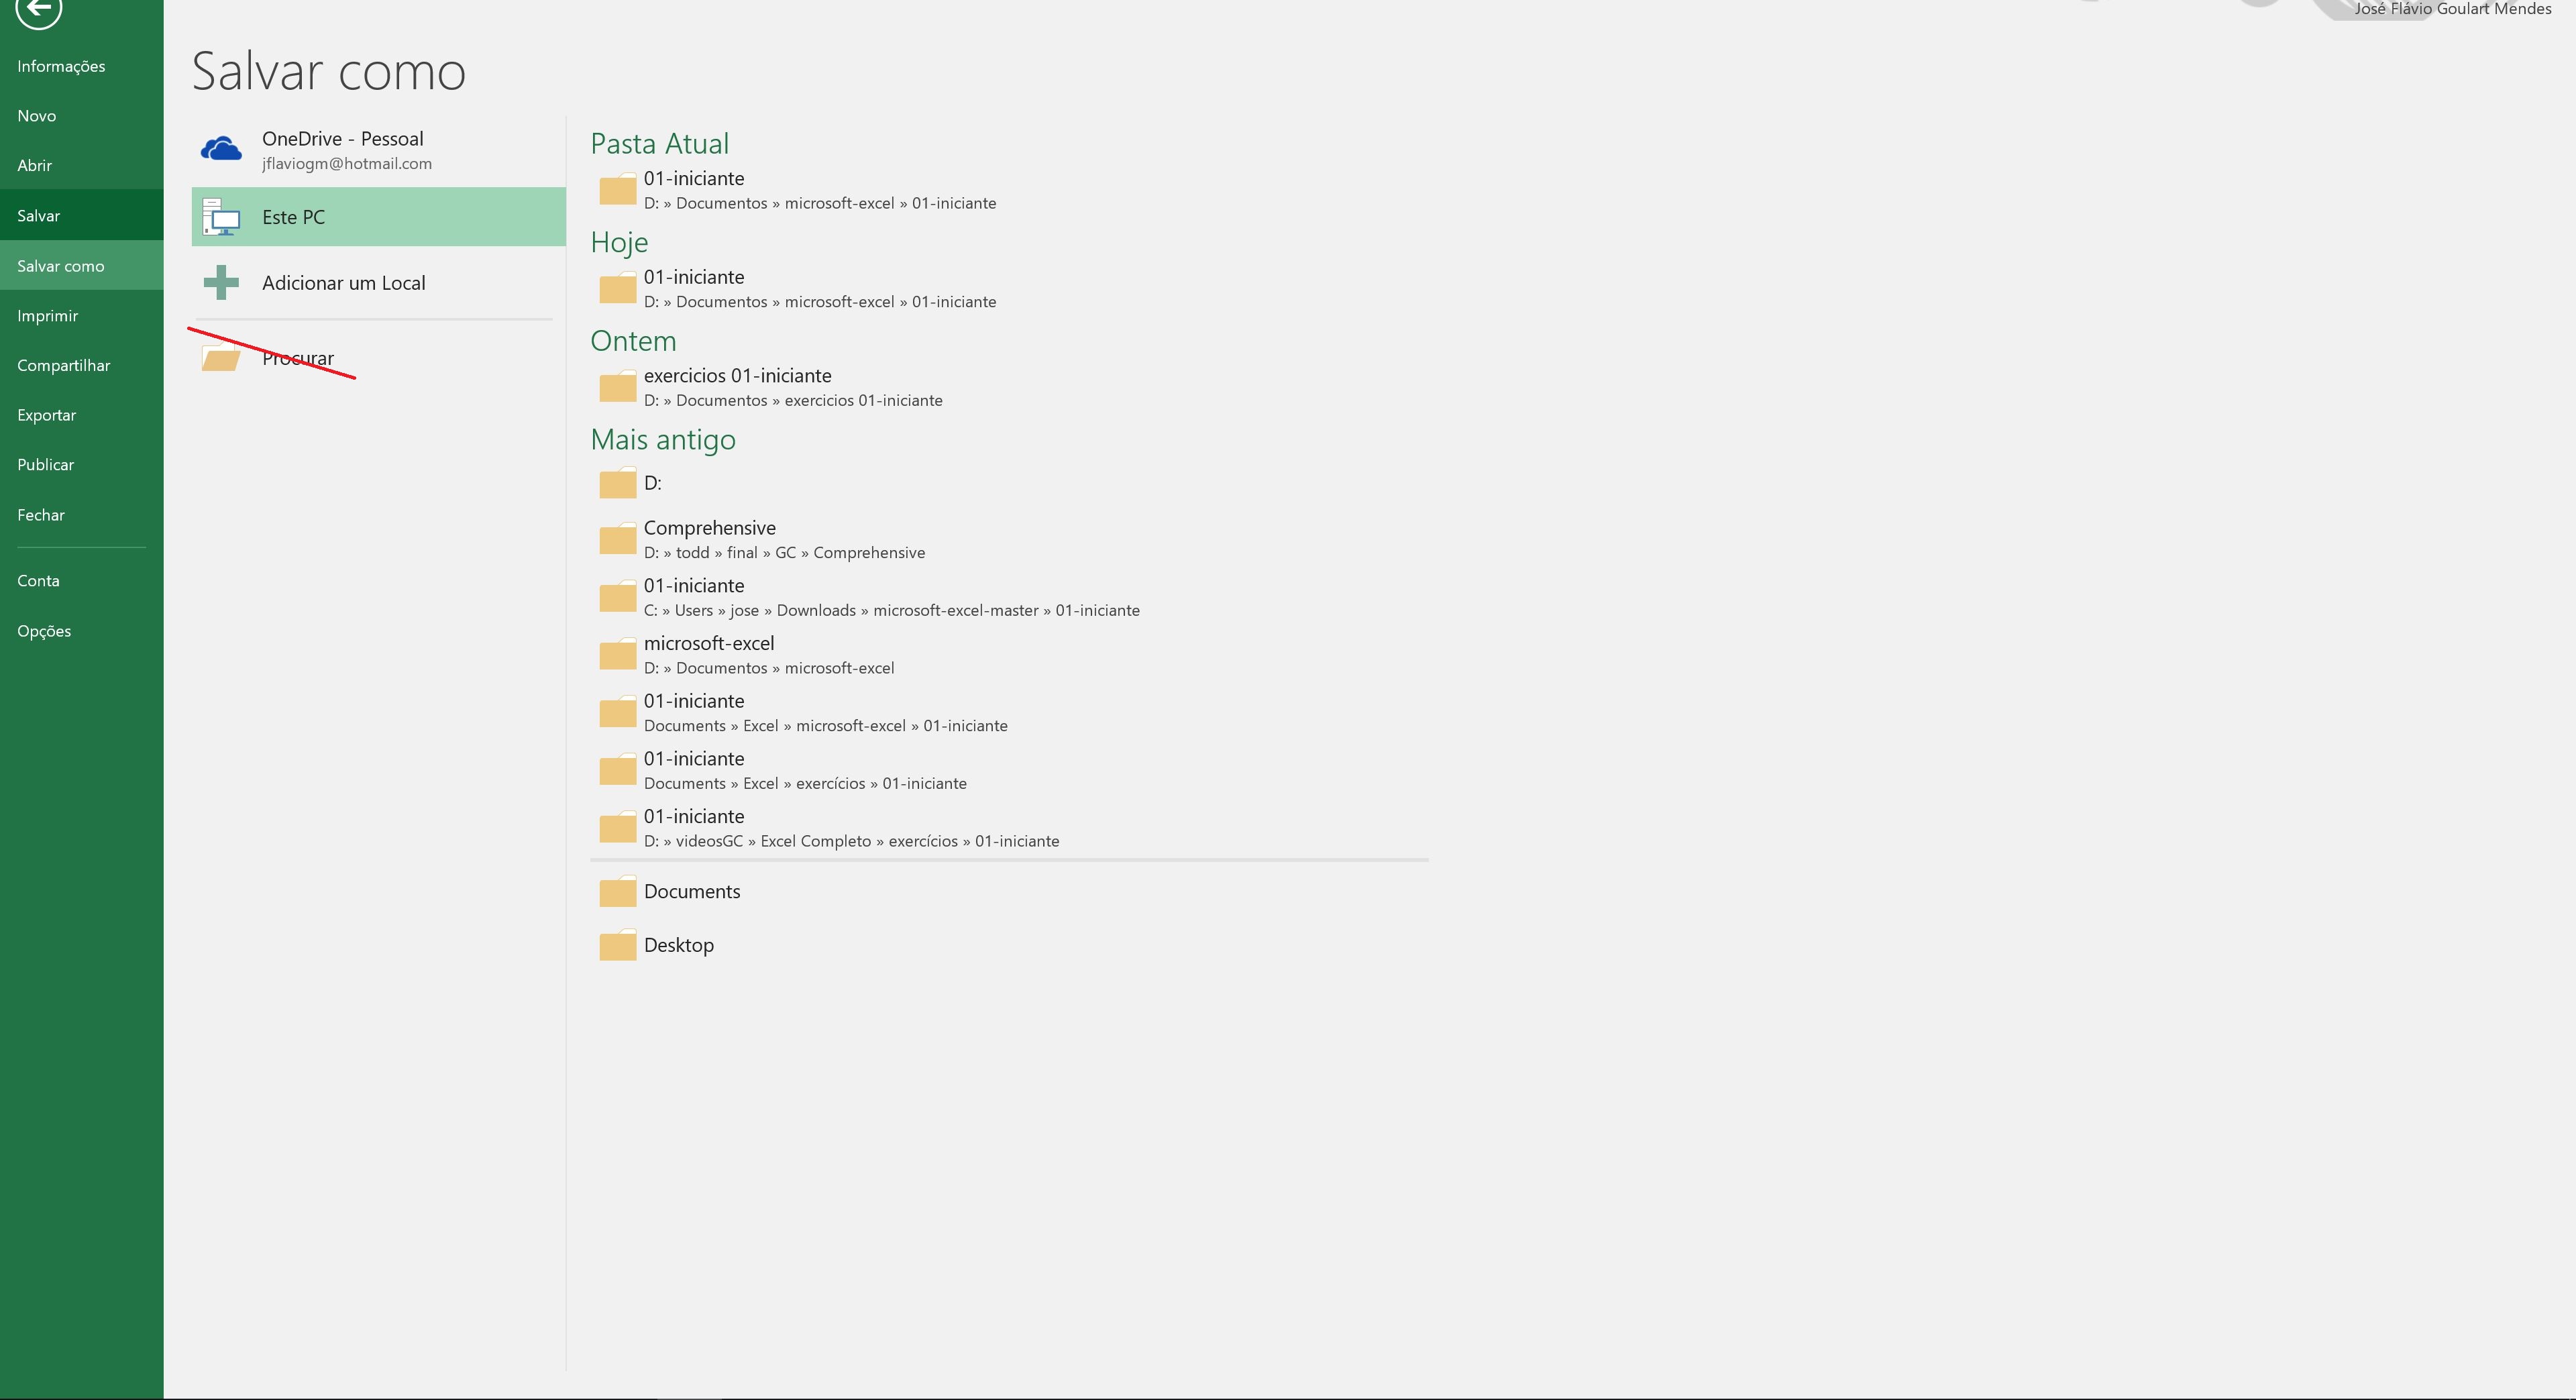 José Flávio Goulart Mendes
Informações
Novo
Abrir
Salvar
Salvar como
Imprimir
Compartilhar
Exportar
Publicar
Fechar
Conta
Opções
Salvar como
OneDrive - Pessoal
jflaviogm@hotmail.com
Este PC
Adicionar um Local
Procurar
Pasta Atual
01-iniciante
D: » Documentos » microsoft-excel » 01-iniciante
Hoje
01-iniciante
D: » Documentos » microsoft-excel » 01-iniciante
Ontem
exercicios 01-iniciante
D: » Documentos » exercicios 01-iniciante
Mais antigo
D:
Comprehensive
D: » todd » final » GC » Comprehensive
01-iniciante
C: » Users » jose » Downloads » microsoft-excel-master » 01-iniciante
microsoft-excel
D: » Documentos » microsoft-excel
01-iniciante
Documents » Excel » microsoft-excel » 01-iniciante
01-iniciante
Documents » Excel » exercícios » 01-iniciante
01-iniciante
D: » videosGC » Excel Completo » exercícios » 01-iniciante
Documents
Desktop